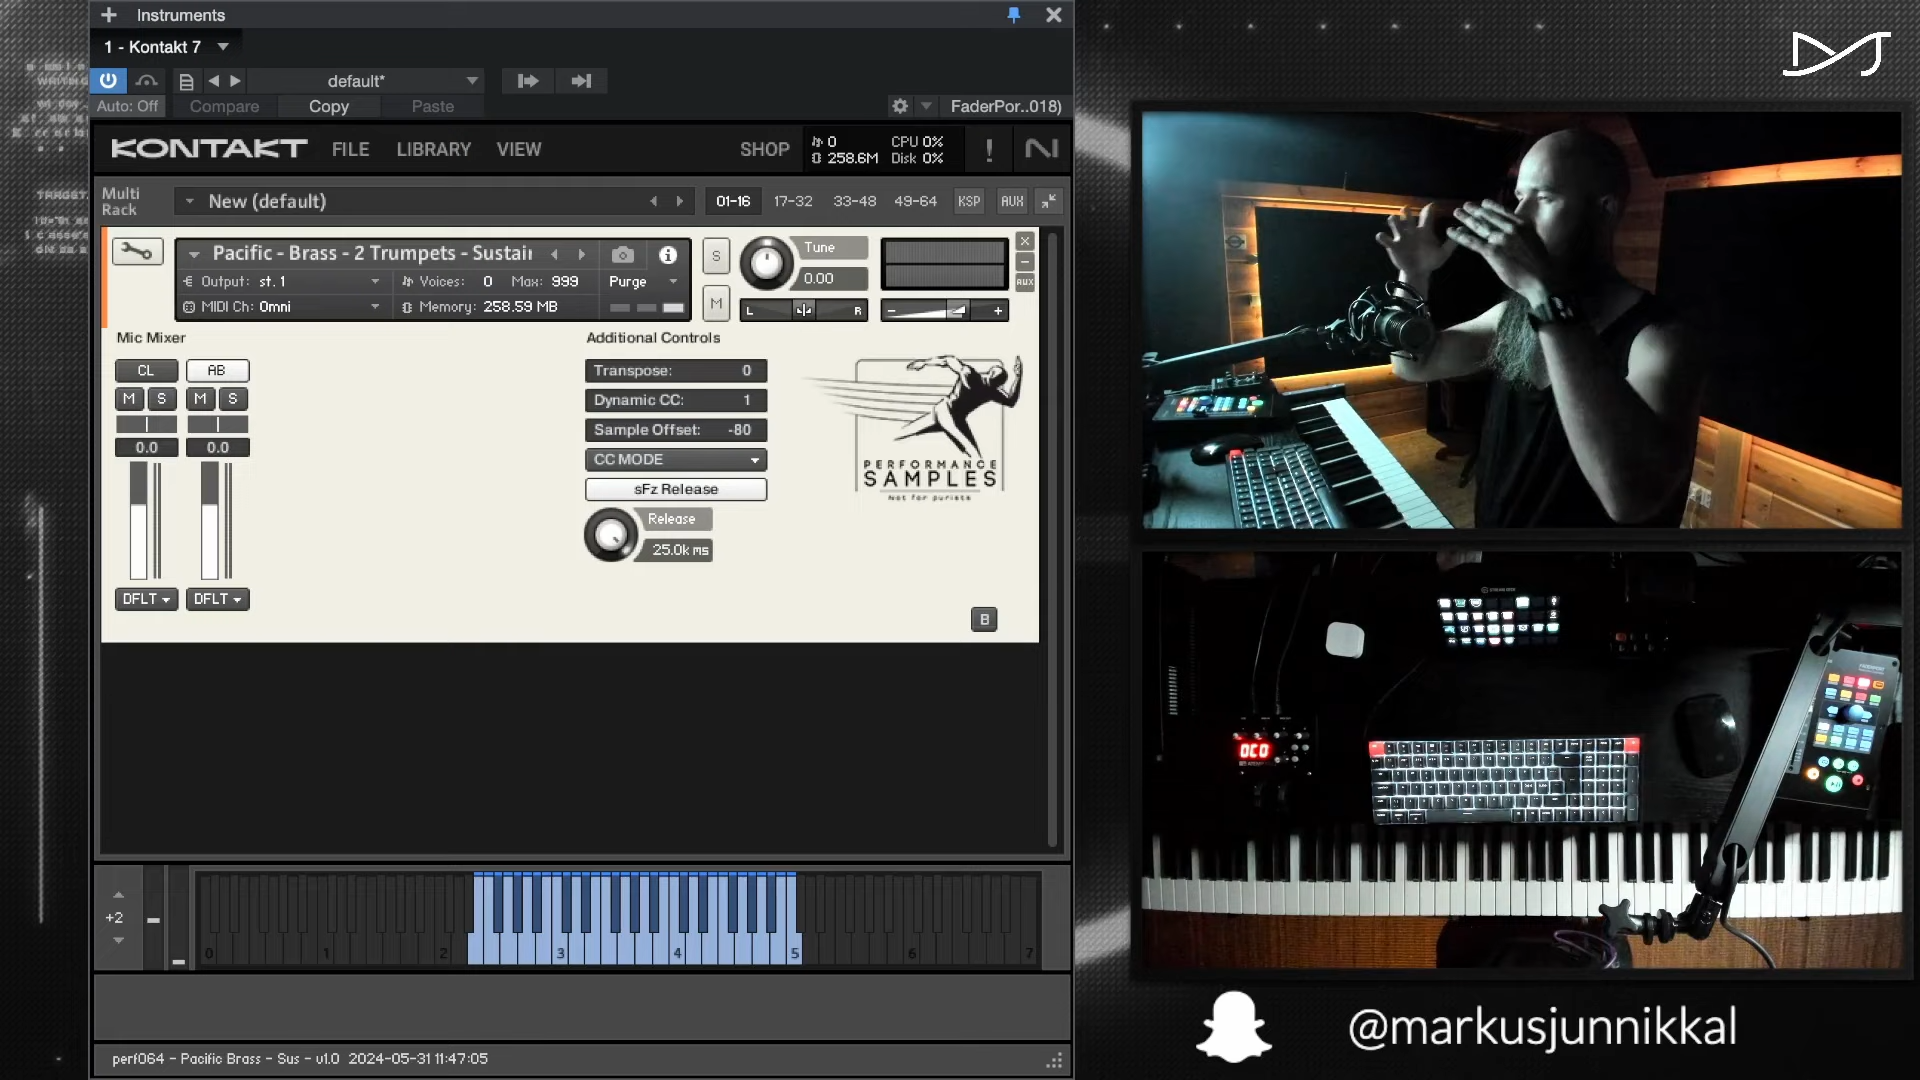 Instruments
1 - Kontakt 7
default*
Auto: Off
Compare
Copy
Paste
FaderPor..018)
KONTAKT
FILE
LIBRARY
VIEW
SHOP
0
258.6M
CPU 0%
Disk 0%
!
Multi
Rack
New (default)
01-16
17-32
33-48
49-64
KSP
AUX
Pacific - Brass - 2 Trumpets - Sustain
Output: st. 1
Voices: 0 Max: 999
Purge
MIDI Ch: Omni
Memory: 258.59 MB
S
M
Tune
0.00
L
R
AUX
Mic Mixer
CL
AB
M S
M S
0.0
0.0
DFLT
DFLT
Additional Controls
Transpose: 0
Dynamic CC: 1
Sample Offset: -80
CC MODE
sFz Release
Release
25.0k ms
PERFORMANCE
SAMPLES
Not for purists
B
+2
0 1 2 3 4 5 6 7
perf064 - Pacific Brass - Sus - v1.0 2024-05-31 11:47:05
@markusjunnikkal